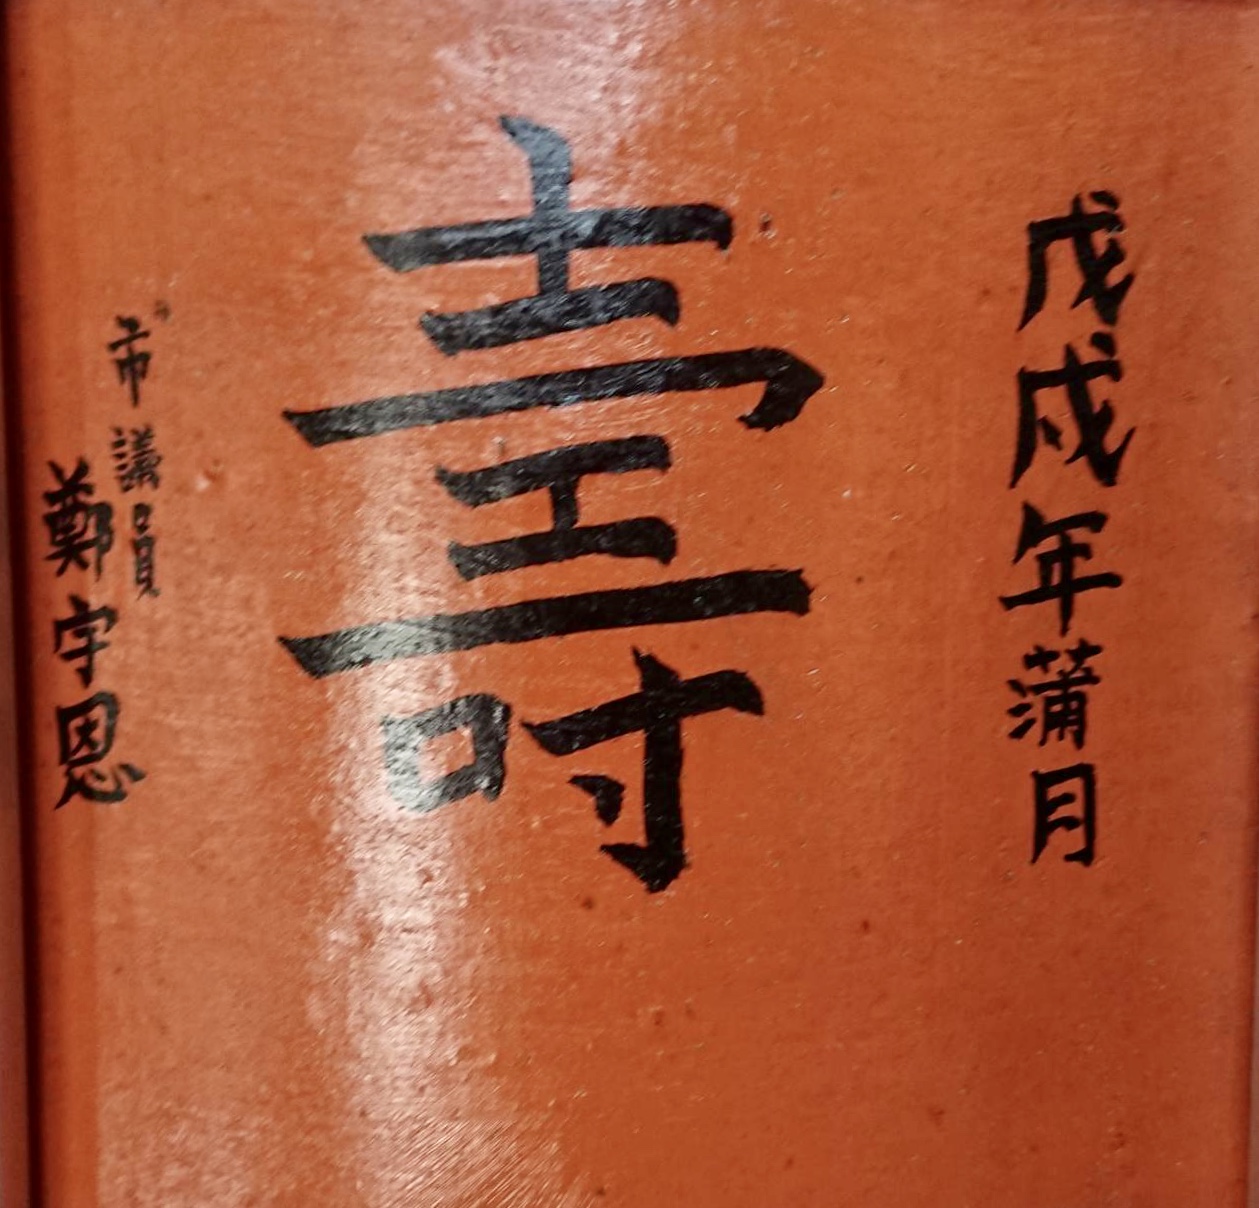 戊戌年蒲月
壽
市議員
鄭宇恩